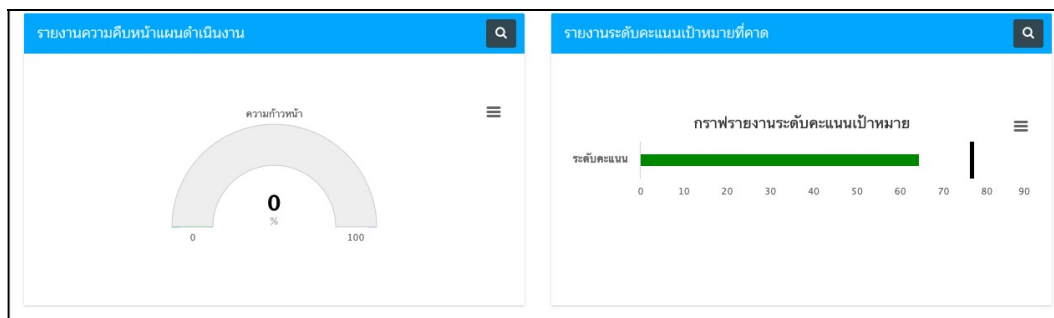 รายงานความคืบหน้าแผนดำเนินงาน
ความก้าวหน้า
0
%
0 100
รายงานระดับคะแนนเป้าหมายที่คาด
กราฟรายงานระดับคะแนนเป้าหมาย
ระดับคะแนน
0 10 20 30 40 50 60 70 80 90